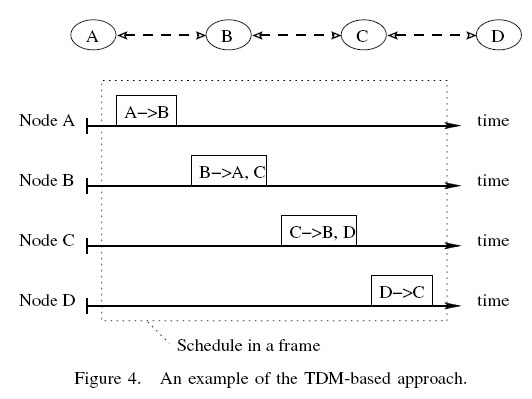 A B C D
Node A A–>B time
Node B B–>A, C time
Node C C–>B, D time
Node D D–>C time
Schedule in a frame
Figure 4. An example of the TDM-based approach.